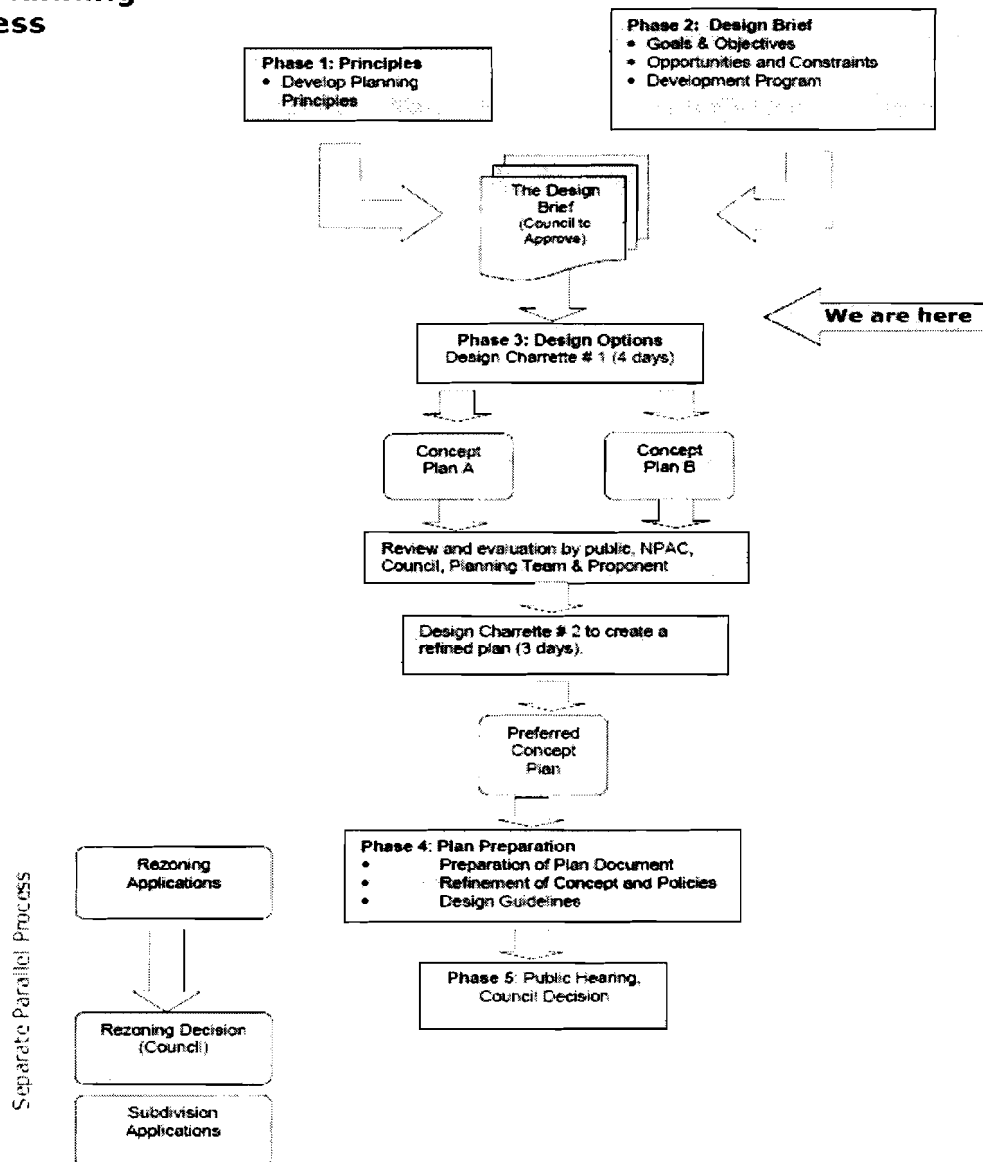 ess
Phase 1: Principles
• Develop Planning
Principles
Phase 2: Design Brief
• Goals & Objectives
• Opportunities and Constraints
• Development Program
The Design
Brief
(Council to
Approve)
We are here
Phase 3: Design Options
Design Charrette # 1 (4 days)
Concept
Plan A
Concept
Plan B
Review and evaluation by public, NPAC,
Council, Planning Team & Proponent
Design Charrette # 2 to create a
refined plan (3 days).
Preferred
Concept
Plan
Phase 4: Plan Preparation
• Preparation of Plan Document
• Refinement of Concept and Policies
• Design Guidelines
Phase 5: Public Hearing,
Council Decision
Separate Parallel Process
Rezoning
Applications
Rezoning Decision
(Council)
Subdivision
Applications